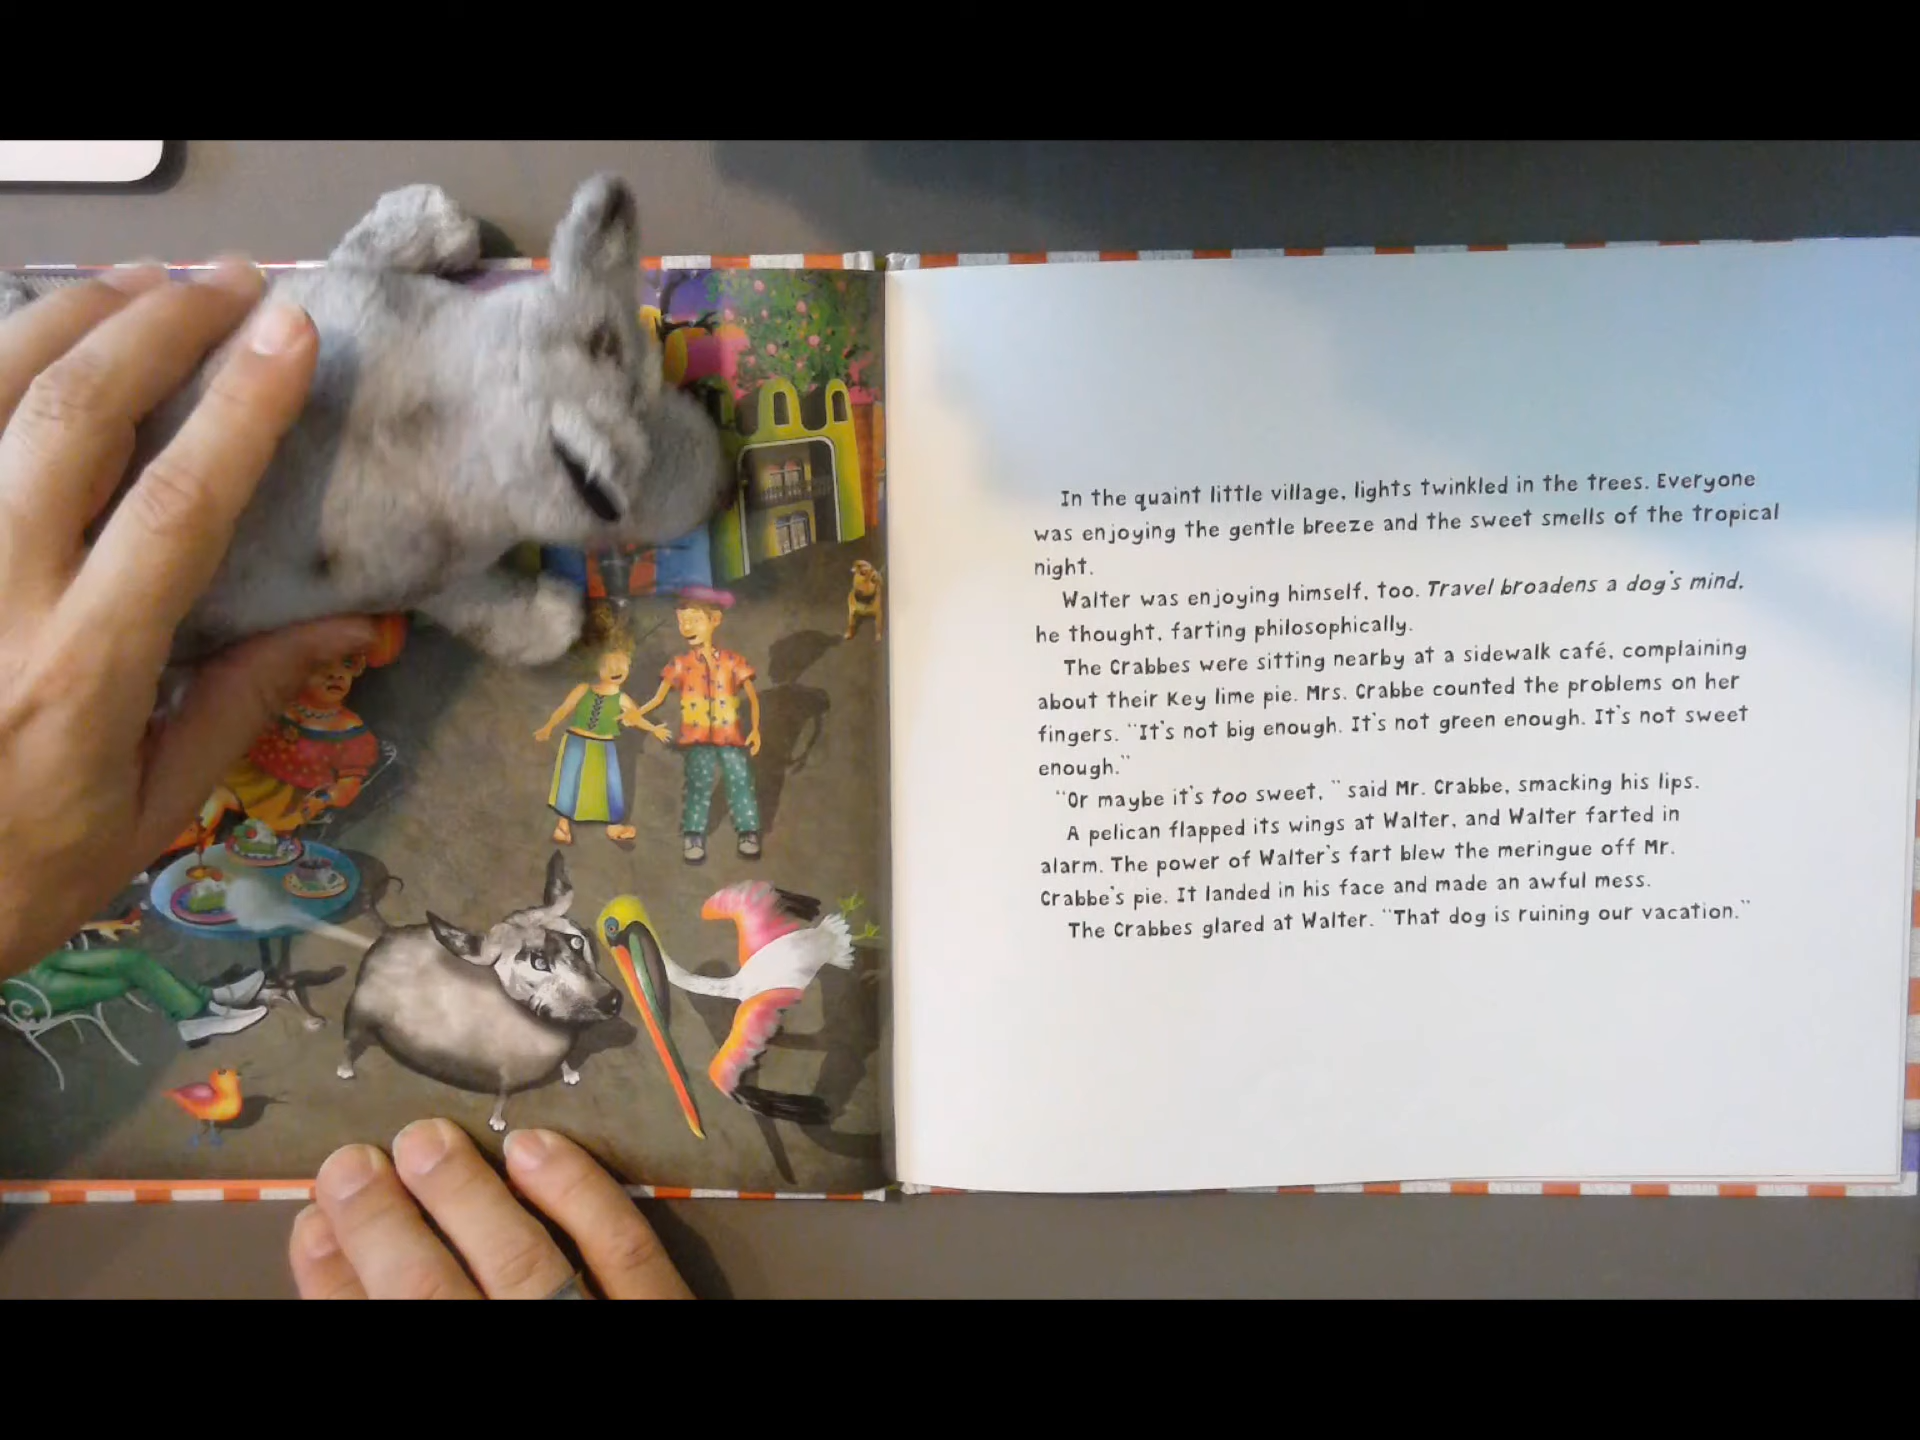 In the quaint little village, lights twinkled in the trees. Everyone
was enjoying the gentle breeze and the sweet smells of the tropical
night.
Walter was enjoying himself, too. Travel broadens a dog's mind,
he thought, farting philosophically.
The Crabbes were sitting nearby at a sidewalk café, complaining
about their Key lime pie. Mrs. Crabbe counted the problems on her
fingers. "It's not big enough. It's not green enough. It's not sweet
enough."
"Or maybe it's too sweet, " said Mr. Crabbe, smacking his lips.
A pelican flapped its wings at Walter, and Walter farted in
alarm. The power of Walter's fart blew the meringue off Mr.
Crabbe's pie. It landed in his face and made an awful mess.
The Crabbes glared at Walter. "That dog is ruining our vacation."